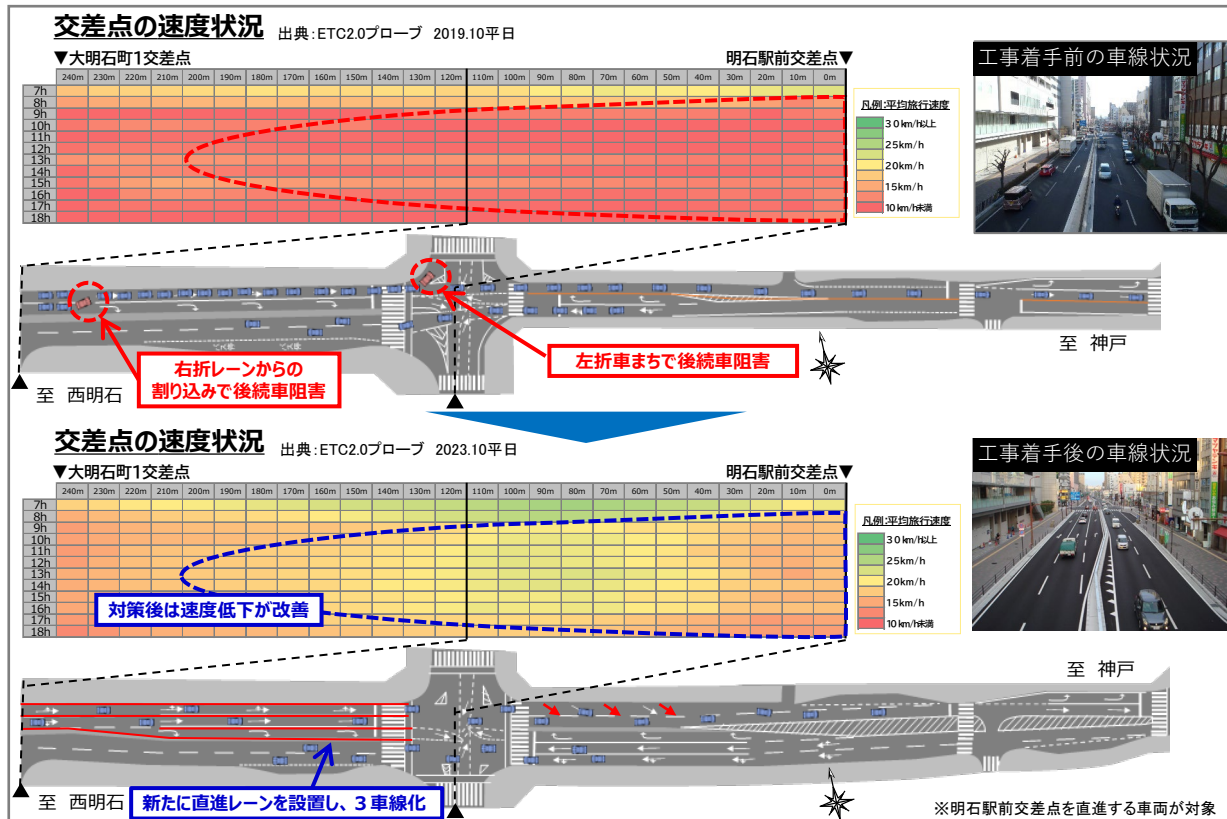 交差点の速度状況 出典:ETC2.0プローブ 2019.10平日
▼大明石町1交差点 明石駅前交差点▼
240m 230m 220m 210m 200m 190m 180m 170m 160m 150m 140m 130m 120m 110m 100m 90m 80m 70m 60m 50m 40m 30m 20m 10m 0m
7h
8h
9h
10h
11h
12h
13h
14h
15h
16h
17h
18h
凡例:平均旅行速度
30km/h以上
25km/h
20km/h
15km/h
10km/h未満
工事着手前の車線状況
右折レーンからの
割り込みで後続車阻害
左折車まちで後続車阻害
至 西明石
至 神戸
交差点の速度状況 出典:ETC2.0プローブ 2023.10平日
▼大明石町1交差点 明石駅前交差点▼
240m 230m 220m 210m 200m 190m 180m 170m 160m 150m 140m 130m 120m 110m 100m 90m 80m 70m 60m 50m 40m 30m 20m 10m 0m
7h
8h
9h
10h
11h
12h
13h
14h
15h
16h
17h
18h
対策後は速度低下が改善
凡例:平均旅行速度
30km/h以上
25km/h
20km/h
15km/h
10km/h未満
工事着手後の車線状況
至 神戸
至 西明石
新たに直進レーンを設置し、3車線化
※明石駅前交差点を直進する車両が対象